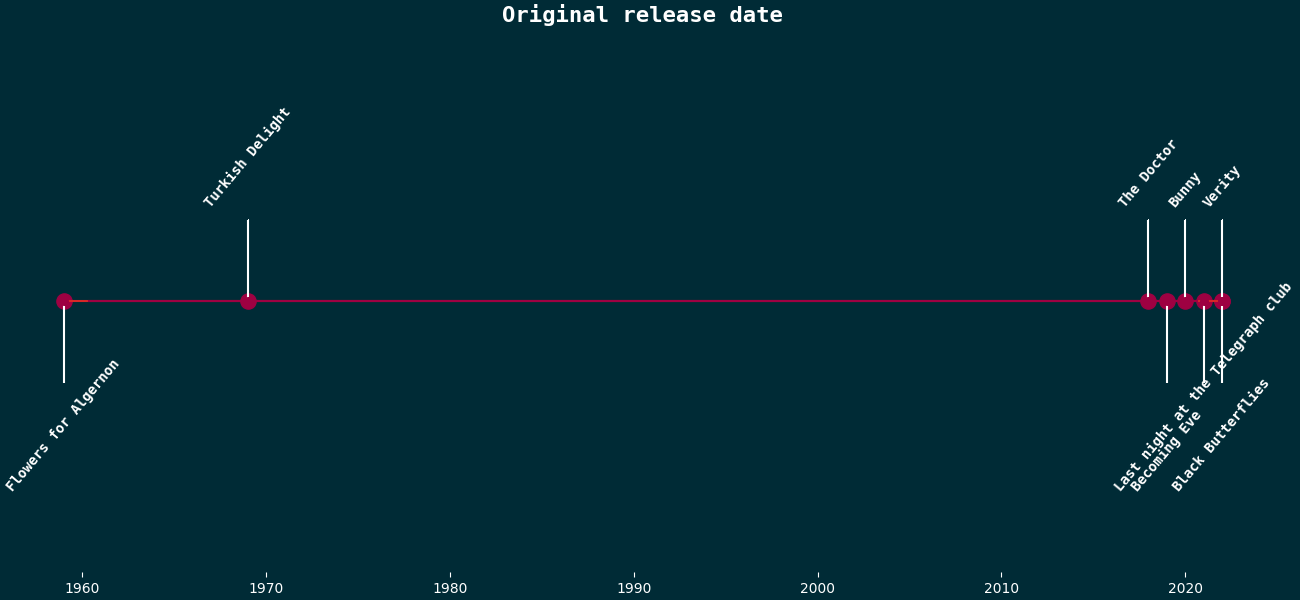 Original release date
Turkish Delight
The Doctor
Bunny
Verity
Flowers for Algernon
Last night at the Telegraph club
Becoming Eve
Black Butterflies
1960
1970
1980
1990
2000
2010
2020